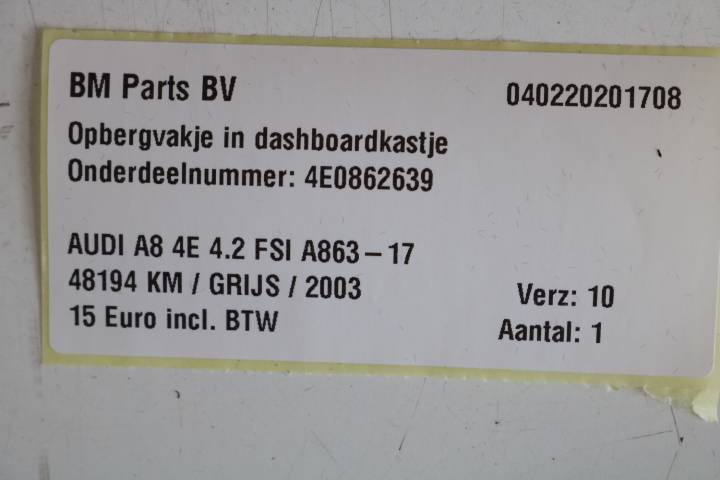 BM Parts BV 040220201708
Opbergvakje in dashboardkastje
Onderdeelnummer: 4E0862639
AUDI A8 4E 4.2 FSI A863-17
48194 KM / GRIJS / 2003 Verz: 10
15 Euro incl. BTW Aantal: 1